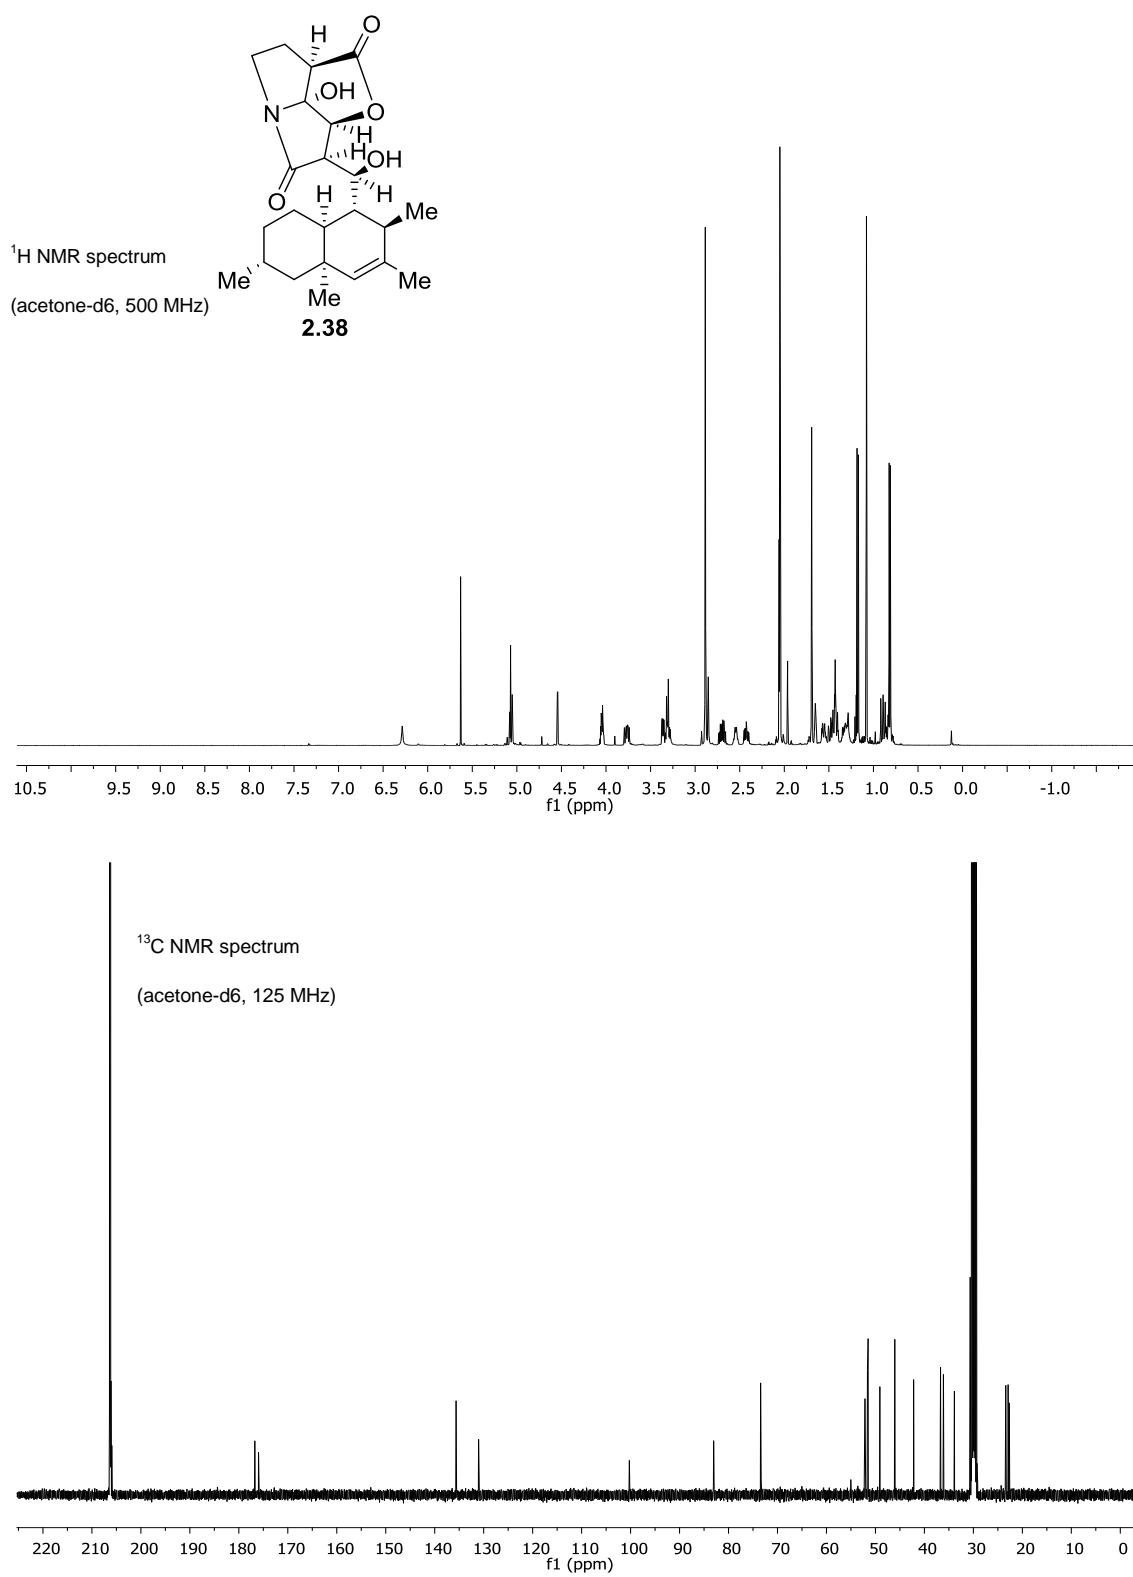 H
O
OH
N
O
H
H
OH
O
H
H
Me
Me
Me
Me
2.38
¹H NMR spectrum
(acetone-d6, 500 MHz)
10.5 9.5 9.0 8.5 8.0 7.5 7.0 6.5 6.0 5.5 5.0 4.5 4.0 3.5 3.0 2.5 2.0 1.5 1.0 0.5 0.0 -1.0
f1 (ppm)
¹³C NMR spectrum
(acetone-d6, 125 MHz)
220 210 200 190 180 170 160 150 140 130 120 110 100 90 80 70 60 50 40 30 20 10 0
f1 (ppm)